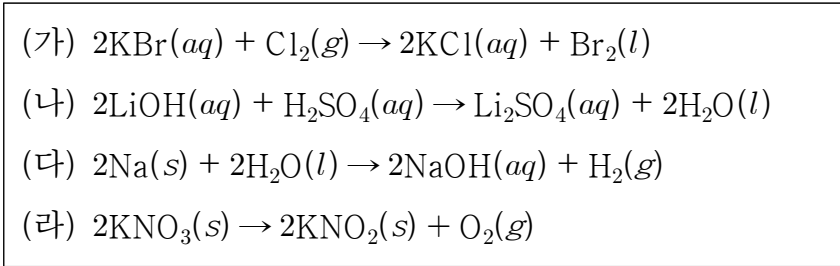 (가) 2KBr(aq) + Cl₂(g) → 2KCl(aq) + Br₂(l)
(나) 2LiOH(aq) + H₂SO₄(aq) → Li₂SO₄(aq) + 2H₂O(l)
(다) 2Na(s) + 2H₂O(l) → 2NaOH(aq) + H₂(g)
(라) 2KNO₃(s) → 2KNO₂(s) + O₂(g)